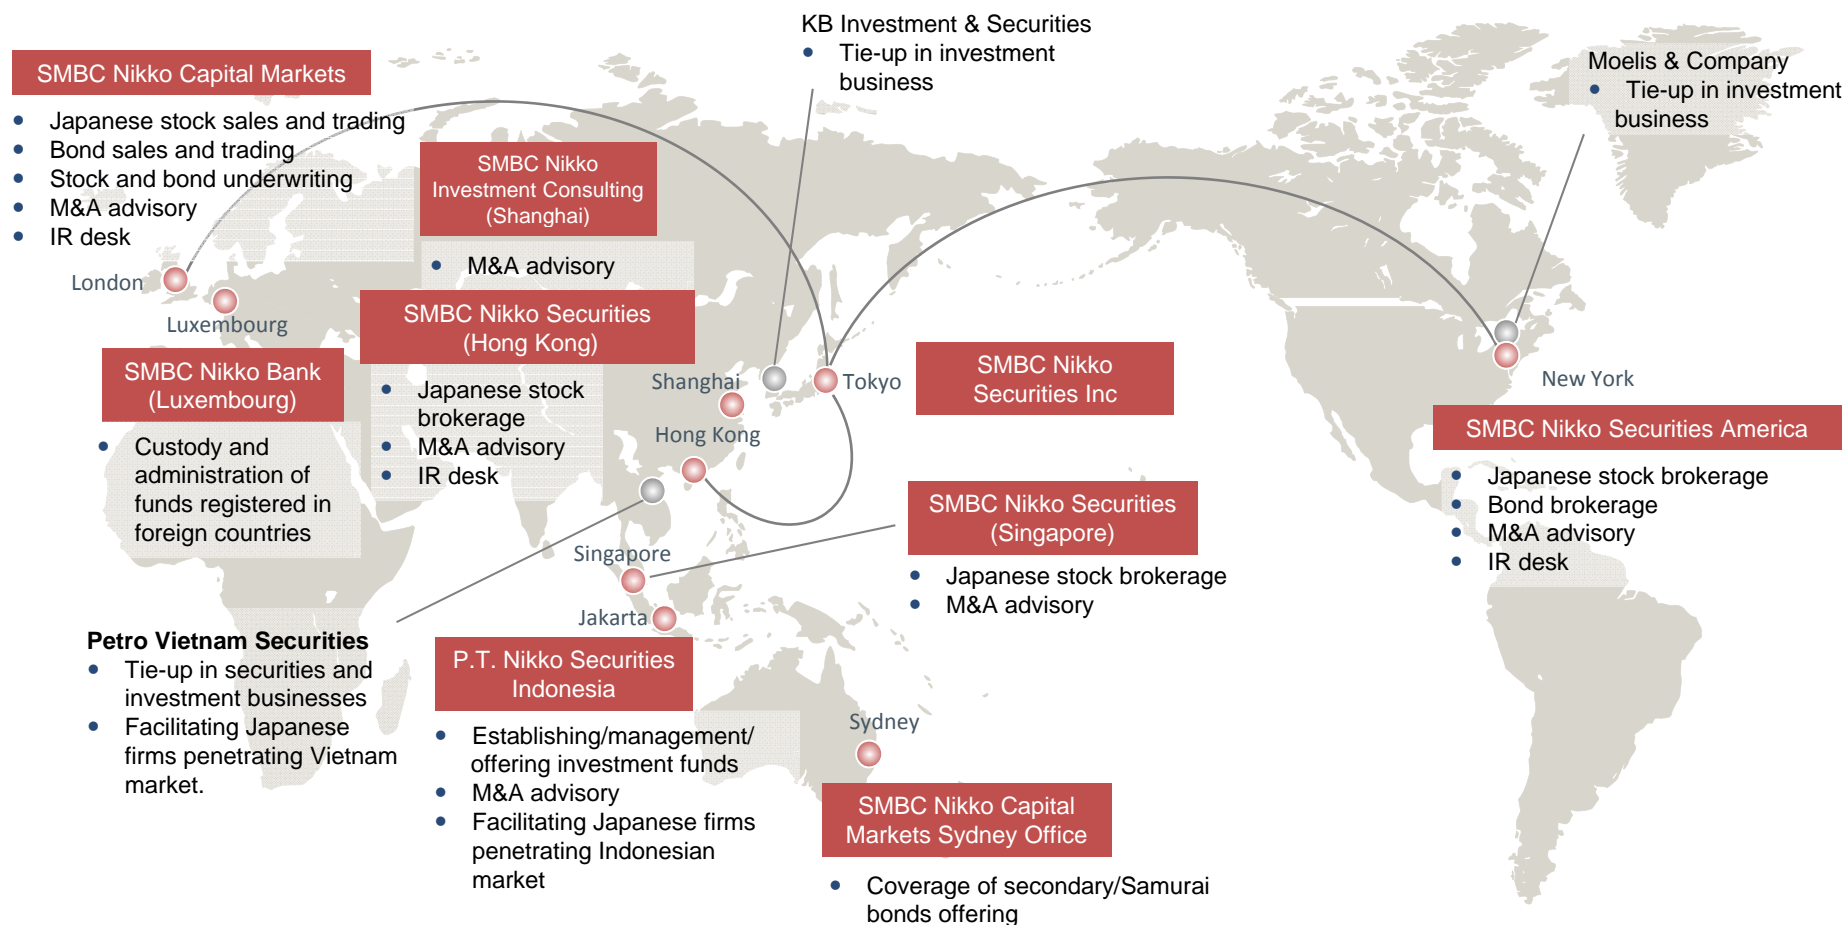 KB Investment & Securities
• Tie-up in investment
business
Moelis & Company
• Tie-up in investment
business
SMBC Nikko Capital Markets
• Japanese stock sales and trading
• Bond sales and trading
• Stock and bond underwriting
• M&A advisory
• IR desk
London
Luxembourg
SMBC Nikko
Investment Consulting
(Shanghai)
• M&A advisory
SMBC Nikko Securities
(Hong Kong)
• Japanese stock
brokerage
• M&A advisory
• IR desk
SMBC Nikko Bank
(Luxembourg)
• Custody and
administration of
funds registered in
foreign countries
Shanghai
Tokyo
Hong Kong
SMBC Nikko
Securities Inc
New York
SMBC Nikko Securities America
• Japanese stock brokerage
• Bond brokerage
• M&A advisory
• IR desk
SMBC Nikko Securities
(Singapore)
• Japanese stock brokerage
• M&A advisory
Singapore
Jakarta
Petro Vietnam Securities
• Tie-up in securities and
investment businesses
• Facilitating Japanese
firms penetrating Vietnam
market.
P.T. Nikko Securities
Indonesia
• Establishing/management/
offering investment funds
• M&A advisory
• Facilitating Japanese firms
penetrating Indonesian
market
Sydney
SMBC Nikko Capital
Markets Sydney Office
• Coverage of secondary/Samurai
bonds offering